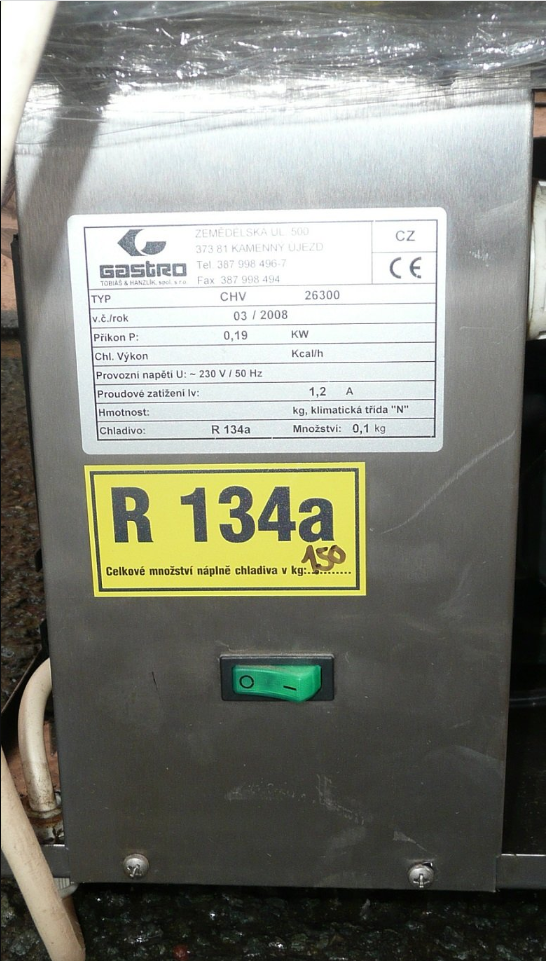 ZEMĚDĚLSKÁ UL. 503
373 81 KAMENNÝ ÚJEZD
Tel. 387 998 496-7
Fax 387 998 494
Gastro
TOBIÁŠ & HANZLÍK, spol. s r.o.
CZ
CE
TYP CHV 26300
v.č./rok 03 / 2008
Příkon P: 0,19 KW
Chl. Výkon Kcal/h
Provozní napětí U: ~ 230 V / 50 Hz
Proudové zatížení Iv: 1,2 A
Hmotnost: kg, klimatická třída "N"
Chladivo: R 134a Množství: 0,1 kg
R 134a
Celkové množství náplně chladiva v kg: 150